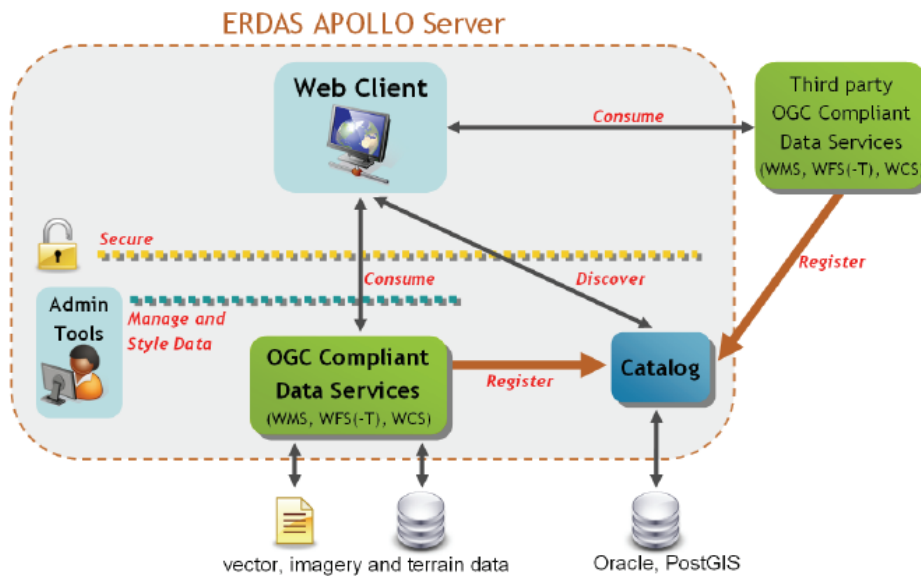 ERDAS APOLLO Server
Web Client
Consume
Third party
OGC Compliant
Data Services
(WMS, WFS(-T), WCS
Secure
Consume
Discover
Register
Admin
Tools
Manage and
Style Data
OGC Compliant
Data Services
(WMS, WFS(-T), WCS)
Register
Catalog
vector, imagery and terrain data
Oracle, PostGIS